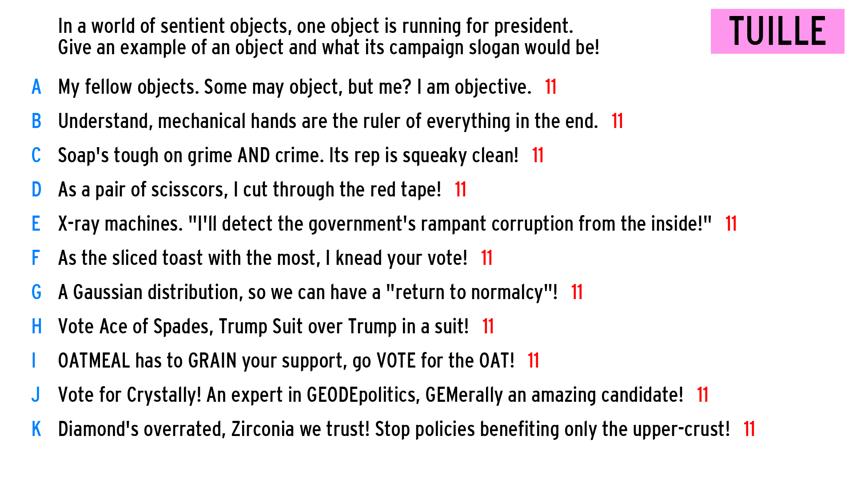 In a world of sentient objects, one object is running for president.
Give an example of an object and what its campaign slogan would be!
TUILLE
A My fellow objects. Some may object, but me? I am objective. 11
B Understand, mechanical hands are the ruler of everything in the end. 11
C Soap's tough on grime AND crime. Its rep is squeaky clean! 11
D As a pair of scisscors, I cut through the red tape! 11
E X-ray machines. "I'll detect the government's rampant corruption from the inside!" 11
F As the sliced toast with the most, I knead your vote! 11
G A Gaussian distribution, so we can have a "return to normalcy"! 11
H Vote Ace of Spades, Trump Suit over Trump in a suit! 11
I OATMEAL has to GRAIN your support, go VOTE for the OAT! 11
J Vote for Crystally! An expert in GEODEpolitics, GEMerally an amazing candidate! 11
K Diamond's overrated, Zirconia we trust! Stop policies benefiting only the upper-crust! 11